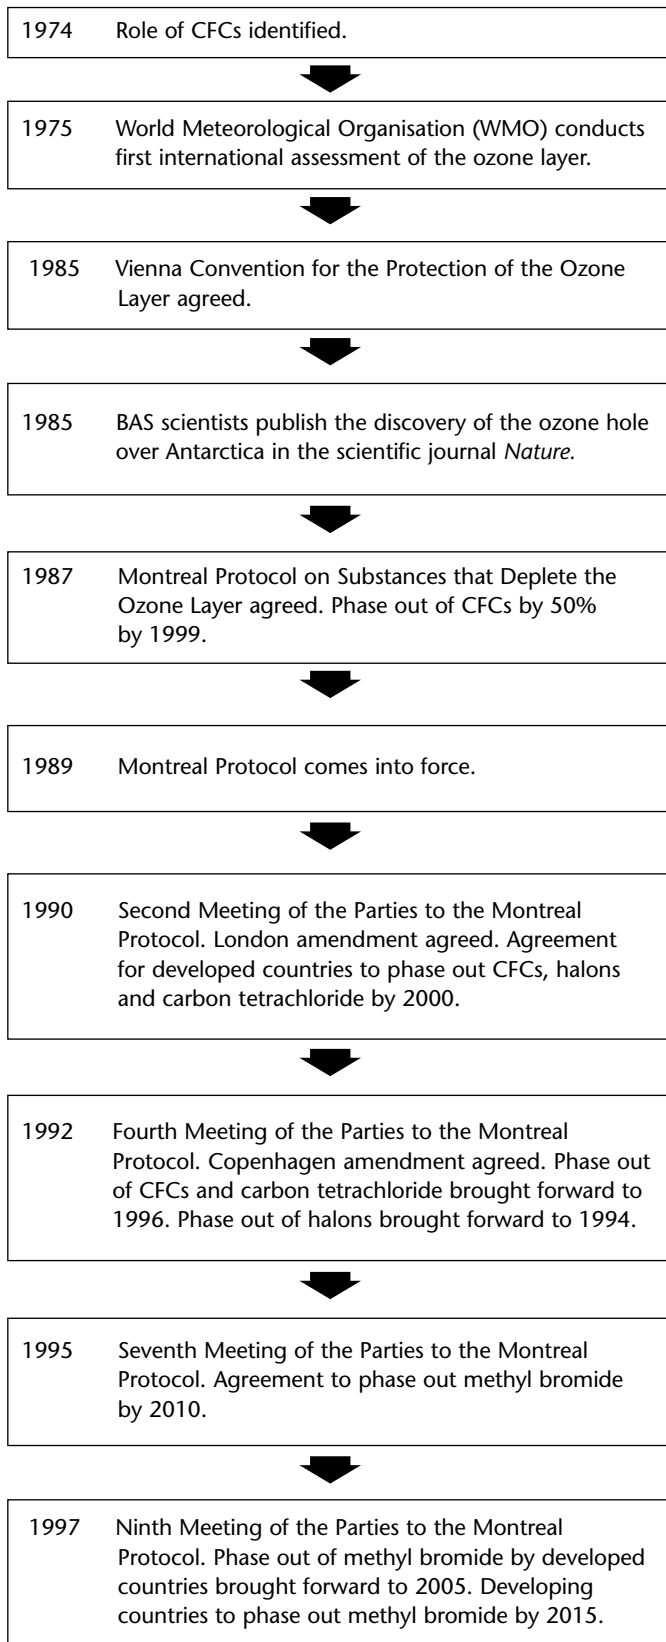 1974 Role of CFCs identified.
1975 World Meteorological Organisation (WMO) conducts
first international assessment of the ozone layer.
1985 Vienna Convention for the Protection of the Ozone
Layer agreed.
1985 BAS scientists publish the discovery of the ozone hole
over Antarctica in the scientific journal Nature.
1987 Montreal Protocol on Substances that Deplete the
Ozone Layer agreed. Phase out of CFCs by 50%
by 1999.
1989 Montreal Protocol comes into force.
1990 Second Meeting of the Parties to the Montreal
Protocol. London amendment agreed. Agreement
for developed countries to phase out CFCs, halons
and carbon tetrachloride by 2000.
1992 Fourth Meeting of the Parties to the Montreal
Protocol. Copenhagen amendment agreed. Phase out
of CFCs and carbon tetrachloride brought forward to
1996. Phase out of halons brought forward to 1994.
1995 Seventh Meeting of the Parties to the Montreal
Protocol. Agreement to phase out methyl bromide
by 2010.
1997 Ninth Meeting of the Parties to the Montreal
Protocol. Phase out of methyl bromide by developed
countries brought forward to 2005. Developing
countries to phase out methyl bromide by 2015.